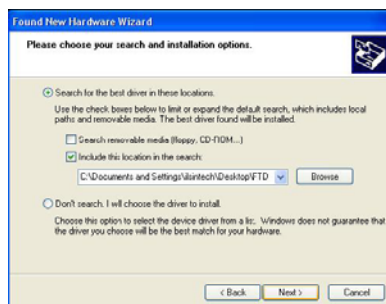 Found New Hardware Wizard
Please choose your search and installation options.
Search for the best driver in these locations.
Use the check boxes below to limit or expand the default search, which includes local
paths and removable media. The best driver found will be installed.
Search removable media (floppy, CD-ROM...)
Include this location in the search:
C:\Documents and Settings\ilsintech\Desktop\FTD
Browse
Don't search. I will choose the driver to install.
Choose this option to select the device driver from a list. Windows does not guarantee that
the driver you choose will be the best match for your hardware.
< Back
Next >
Cancel